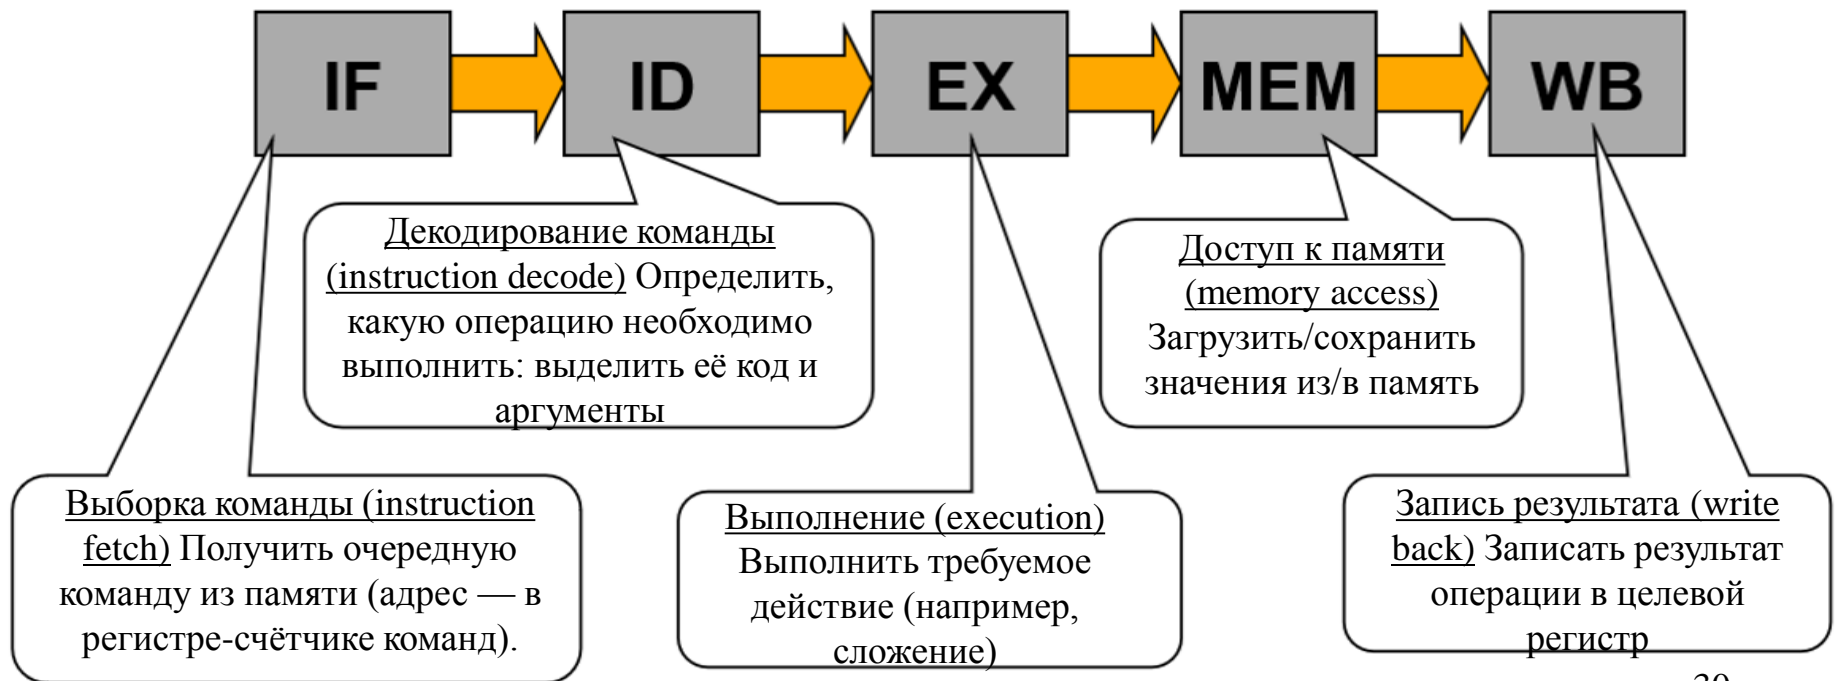 IF
ID
EX
MEM
WB
Декодирование команды
(instruction decode) Определить,
какую операцию необходимо
выполнить: выделить её код и
аргументы
Доступ к памяти
(memory access)
Загрузить/сохранить
значения из/в память
Выборка команды (instruction
fetch) Получить очередную
команду из памяти (адрес — в
регистре-счётчике команд).
Выполнение (execution)
Выполнить требуемое
действие (например,
сложение)
Запись результата (write
back) Записать результат
операции в целевой
регистр